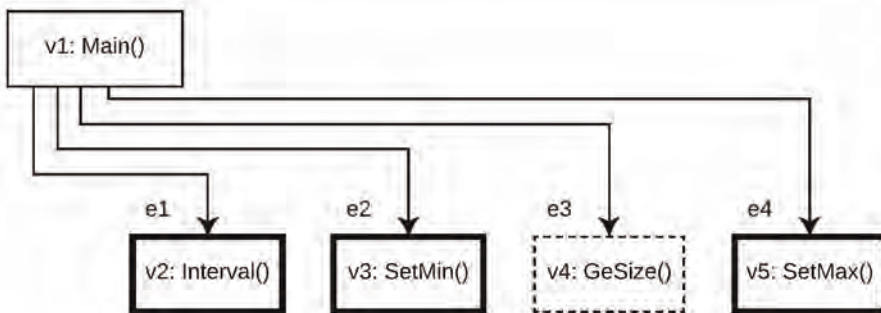 v1: Main()
e1
e2
e3
e4
v2: Interval()
v3: SetMin()
v4: GeSize()
v5: SetMax()